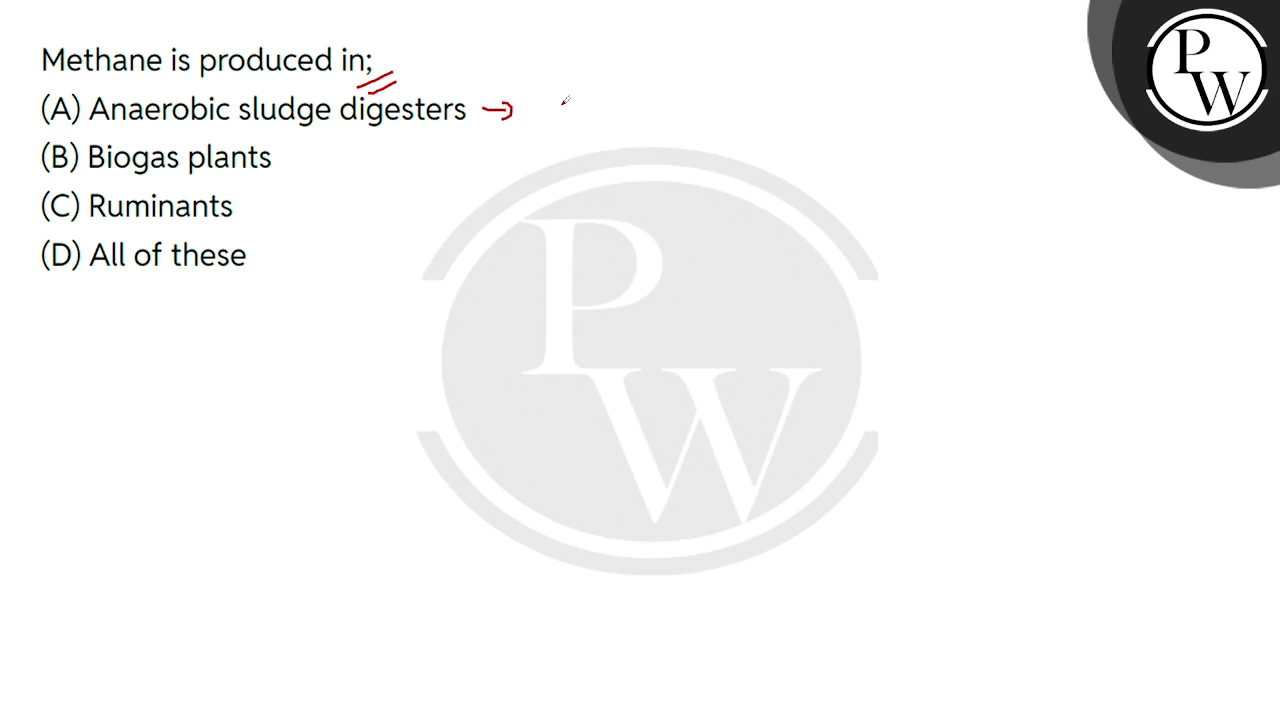 Methane is produced in;
(A) Anaerobic sludge digesters
(B) Biogas plants
(C) Ruminants
(D) All of these
P
W
P
W